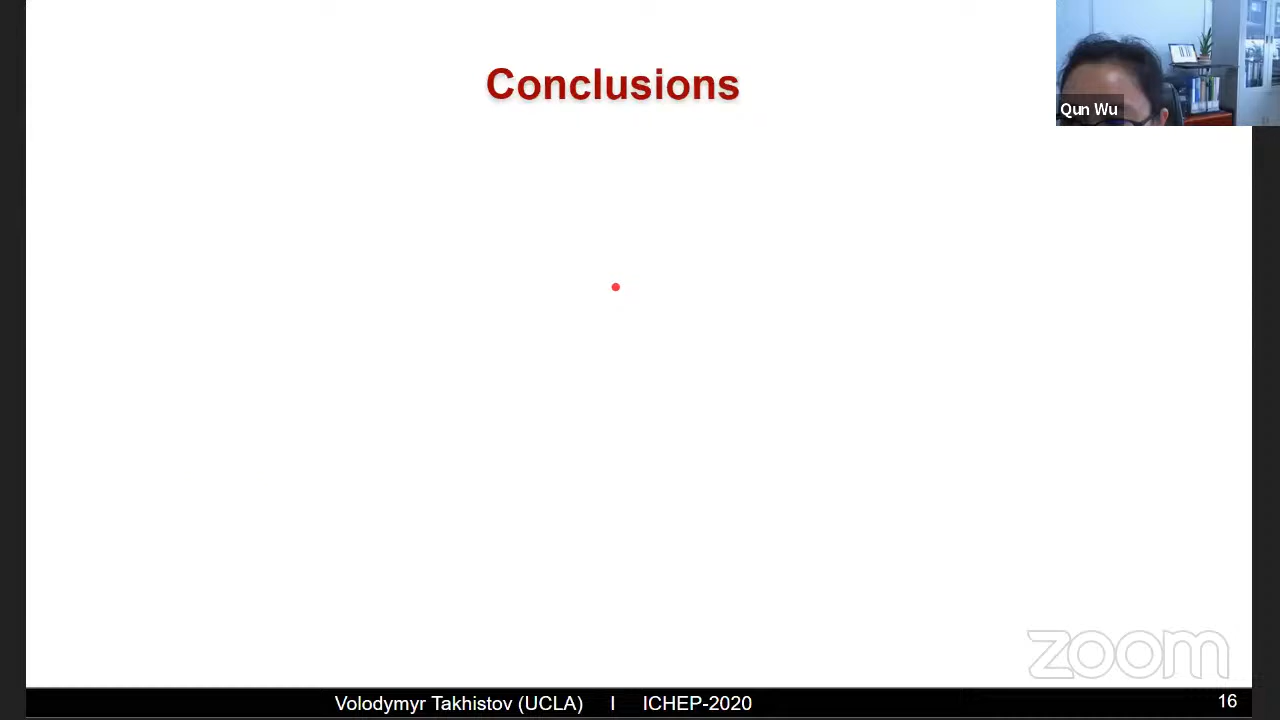 Conclusions
Qun Wu
zoom
Volodymyr Takhistov (UCLA) I ICHEP-2020
16